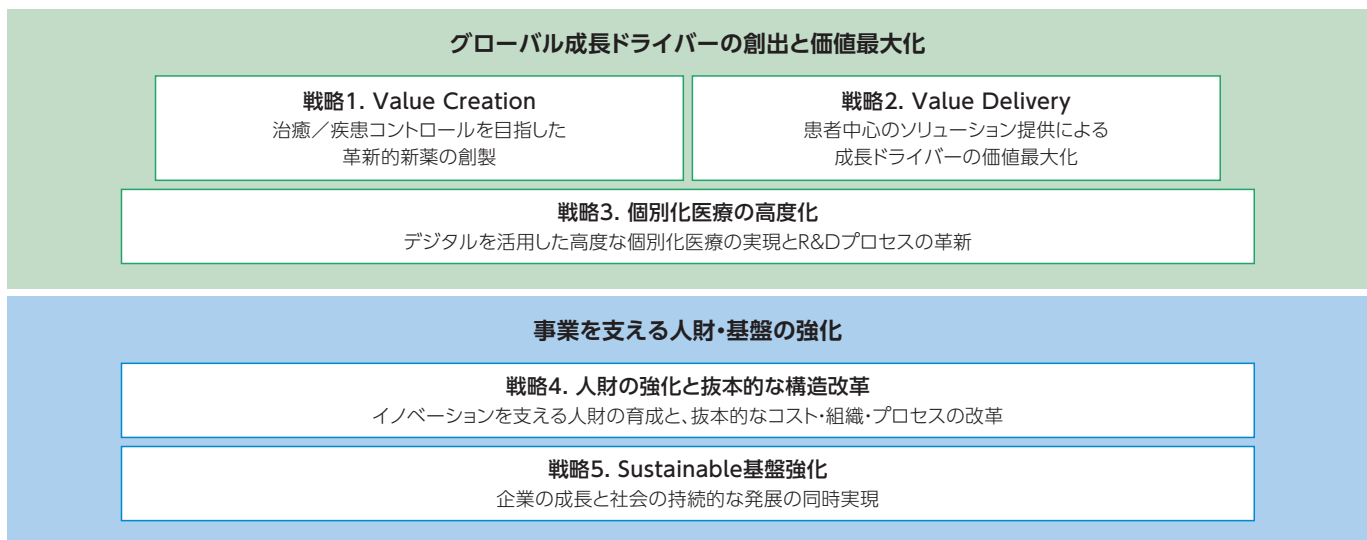 グローバル成長ドライバーの創出と価値最大化
戦略1. Value Creation
治癒／疾患コントロールを目指した
革新的新薬の創製
戦略2. Value Delivery
患者中心のソリューション提供による
成長ドライバーの価値最大化
戦略3. 個別化医療の高度化
デジタルを活用した高度な個別化医療の実現とR&Dプロセスの革新
事業を支える人財・基盤の強化
戦略4. 人財の強化と抜本的な構造改革
イノベーションを支える人財の育成と、抜本的なコスト・組織・プロセスの改革
戦略5. Sustainable基盤強化
企業の成長と社会の持続的な発展の同時実現